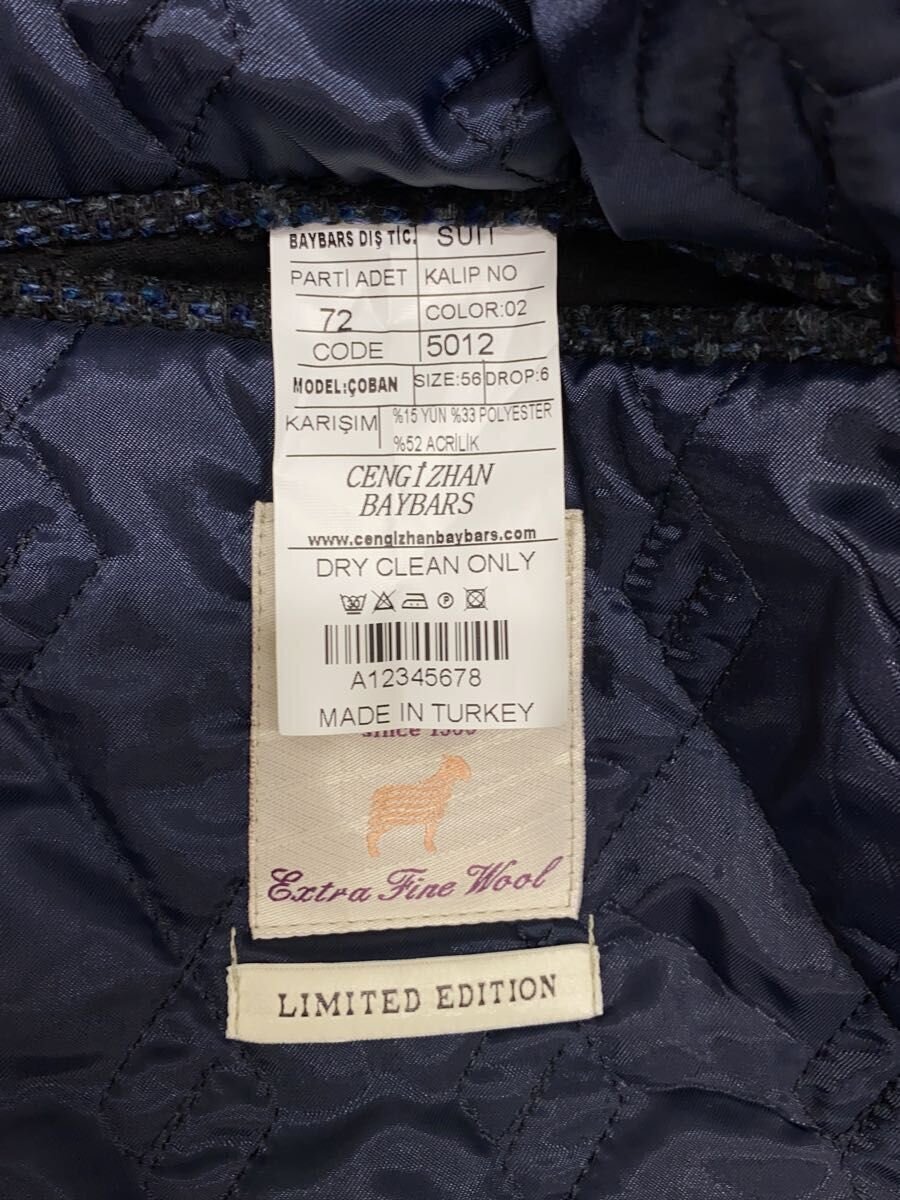 BAYBARS DIŞ TİC. SUIT
PARTİ ADET KALIP NO
72 COLOR:02
CODE 5012
MODEL:ÇOBAN SIZE:56 DROP:6
KARIŞIM %15 YUN %33 POLYESTER
%52 ACRİLİK
CENGİZHAN
BAYBARS
www.cengizhanbaybars.com
DRY CLEAN ONLY
30 P
A12345678
MADE IN TURKEY
since
Extra Fine Wool
LIMITED EDITION